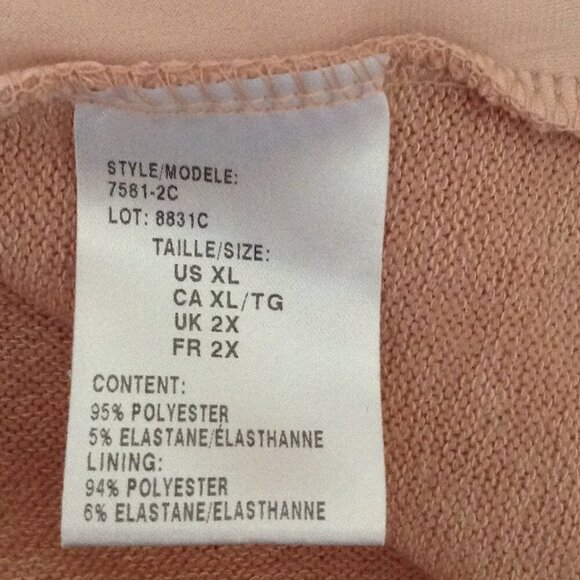 STYLE/MODELE:
7581-2C
LOT: 8831C
TAILLE/SIZE:
US XL
CA XL/TG
UK 2X
FR 2X
CONTENT:
95% POLYESTER
5% ELASTANE/ÉLASTHANNE
LINING:
94% POLYESTER
6% ELASTANE/ÉLASTHANNE